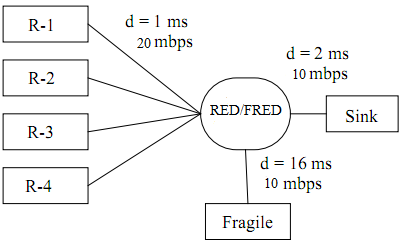 R-1
d = 1 ms
20 mbps
R-2
d = 2 ms
10 mbps
RED/FRED
Sink
R-3
d = 16 ms
10 mbps
R-4
Fragile